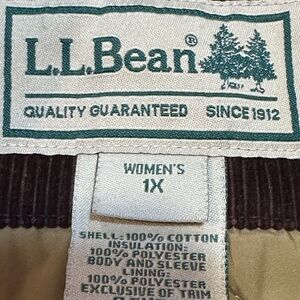 L.L.Bean®
QUALITY GUARANTEED SINCE 1912
WOMEN'S
1X
SHELL: 100% COTTON
INSULATION:
100% POLYESTER
BODY AND SLEEVE
LINING:
100% POLYESTER
EXCLUSIVE OF TRIM